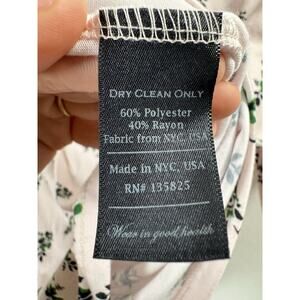 DRY CLEAN ONLY
60% Polyester
40% Rayon
Fabric from NYC, USA
Made in NYC, USA
RN# 135825
Wear in good health